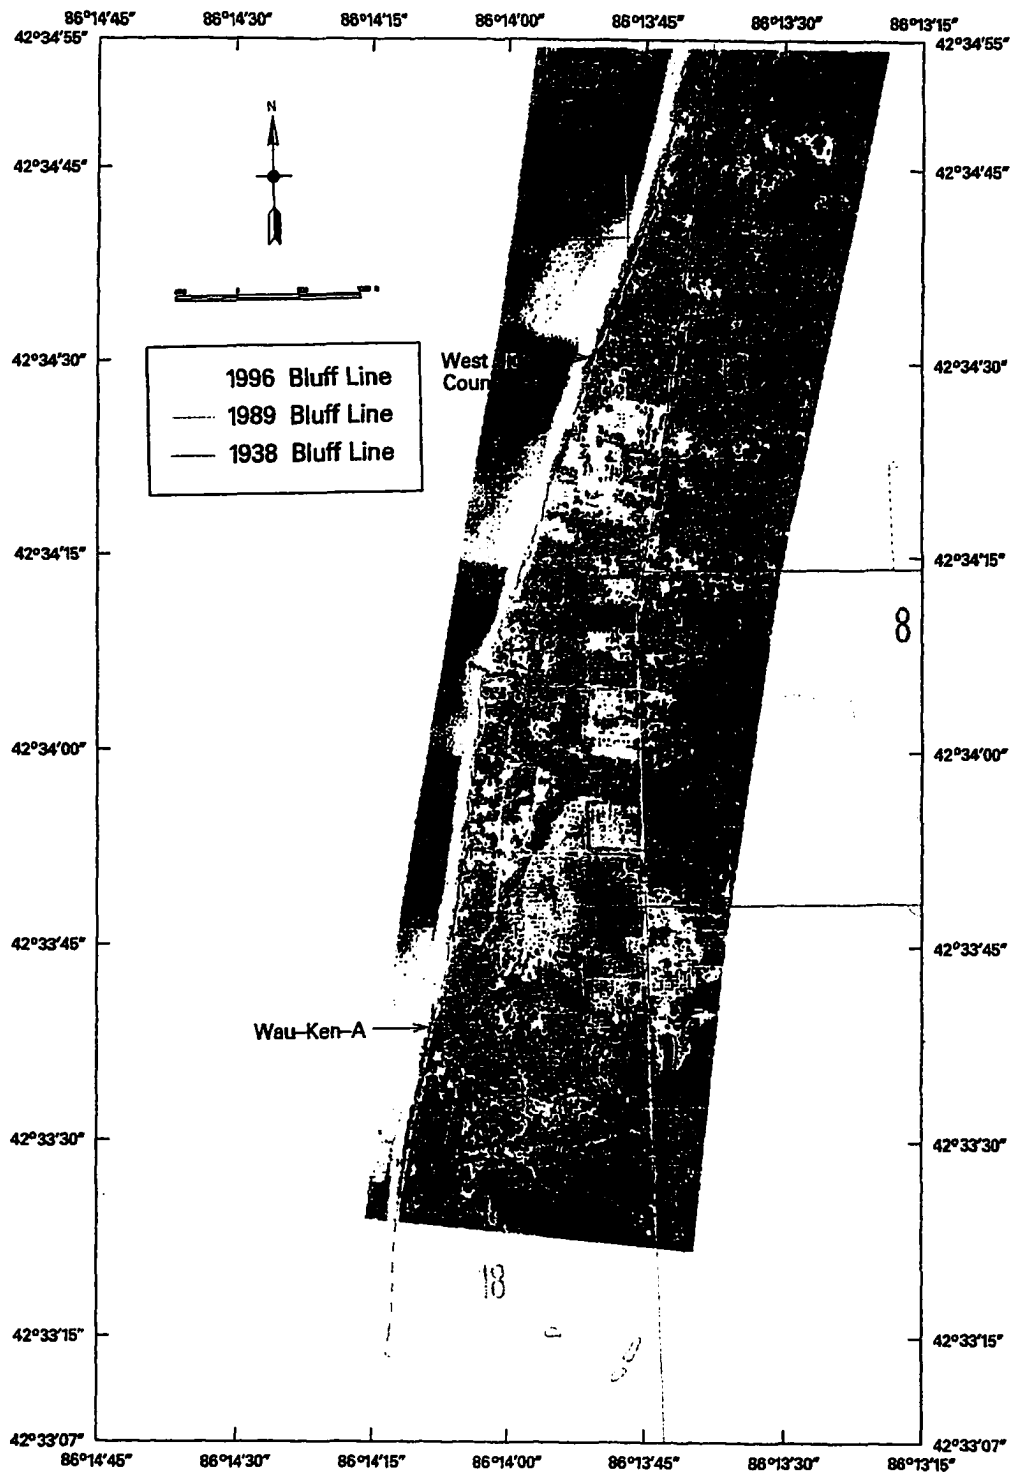 86°14′45″ 86°14′30″ 86°14′15″ 86°14′00″ 86°13′45″ 86°13′30″ 86°13′15″
42°34′55″ 42°34′55″
N
42°34′45″ 42°34′45″
42°34′30″ West 42°34′30″
Coun
1996 Bluff Line
1989 Bluff Line
1938 Bluff Line
42°34′15″ 42°34′15″
8
42°34′00″ 42°34′00″
42°33′45″ 42°33′45″
Wau-Ken-A
42°33′30″ 42°33′30″
18
42°33′15″ 42°33′15″
42°33′07″ 42°33′07″
86°14′45″ 86°14′30″ 86°14′15″ 86°14′00″ 86°13′45″ 86°13′30″ 86°13′15″